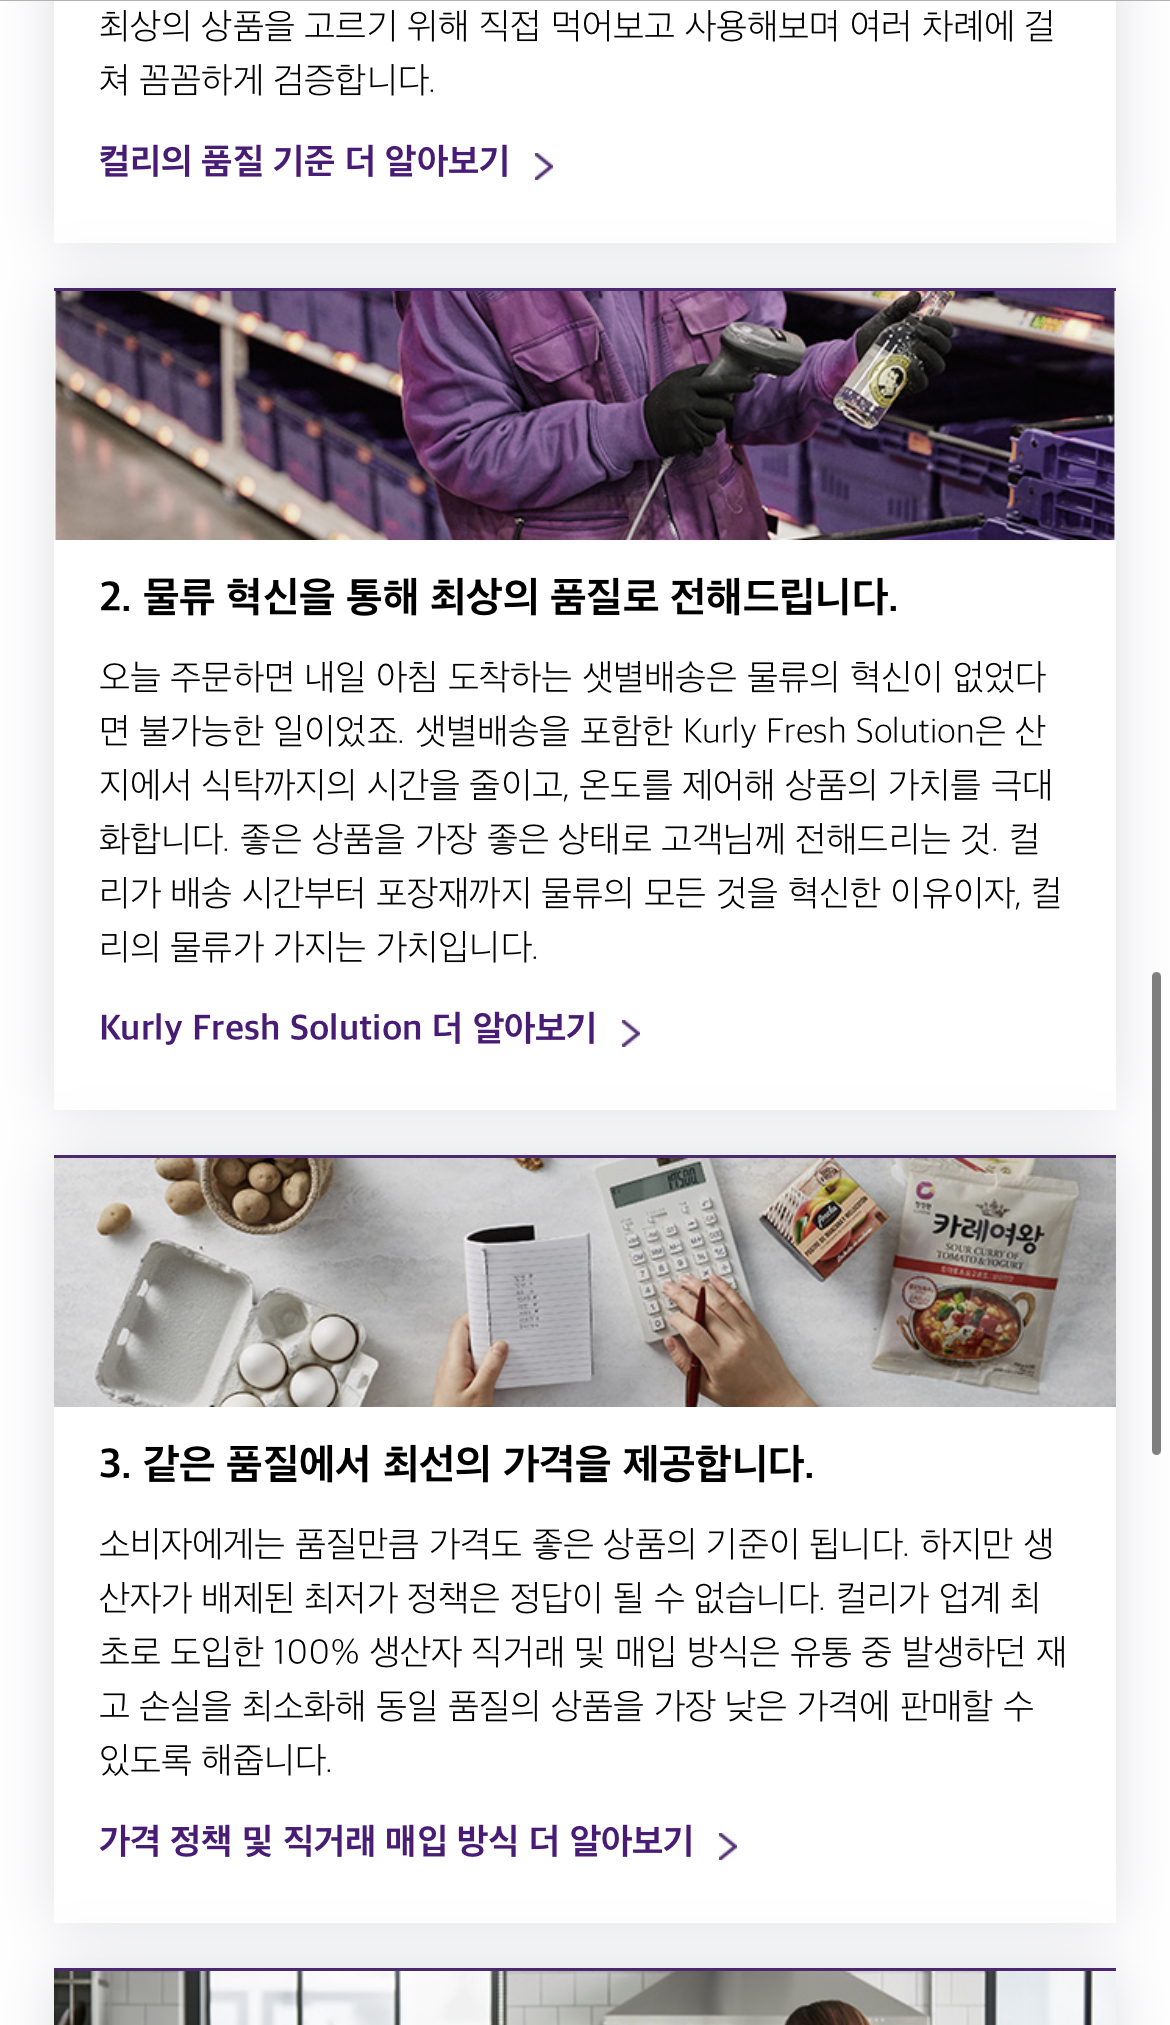 최상의 상품을 고르기 위해 직접 먹어보고 사용해보며 여러 차례에 걸
쳐 꼼꼼하게 검증합니다.
컬리의 품질 기준 더 알아보기
2. 물류 혁신을 통해 최상의 품질로 전해드립니다.
오늘 주문하면 내일 아침 도착하는 샛별배송은 물류의 혁신이 없었다
면 불가능한 일이었죠. 샛별배송을 포함한 Kurly Fresh Solution은 산
지에서 식탁까지의 시간을 줄이고, 온도를 제어해 상품의 가치를 극대
화합니다. 좋은 상품을 가장 좋은 상태로 고객님께 전해드리는 것. 컬
리가 배송 시간부터 포장재까지 물류의 모든 것을 혁신한 이유이자, 컬
리의 물류가 가지는 가치입니다.
Kurly Fresh Solution 더 알아보기
카레여왕
SOUR CURRY OF
TOMATO & YOGURT
3. 같은 품질에서 최선의 가격을 제공합니다.
소비자에게는 품질만큼 가격도 좋은 상품의 기준이 됩니다. 하지만 생
산자가 배제된 최저가 정책은 정답이 될 수 없습니다. 컬리가 업계 최
초로 도입한 100% 생산자 직거래 및 매입 방식은 유통 중 발생하던 재
고 손실을 최소화해 동일 품질의 상품을 가장 낮은 가격에 판매할 수
있도록 해줍니다.
가격 정책 및 직거래 매입 방식 더 알아보기